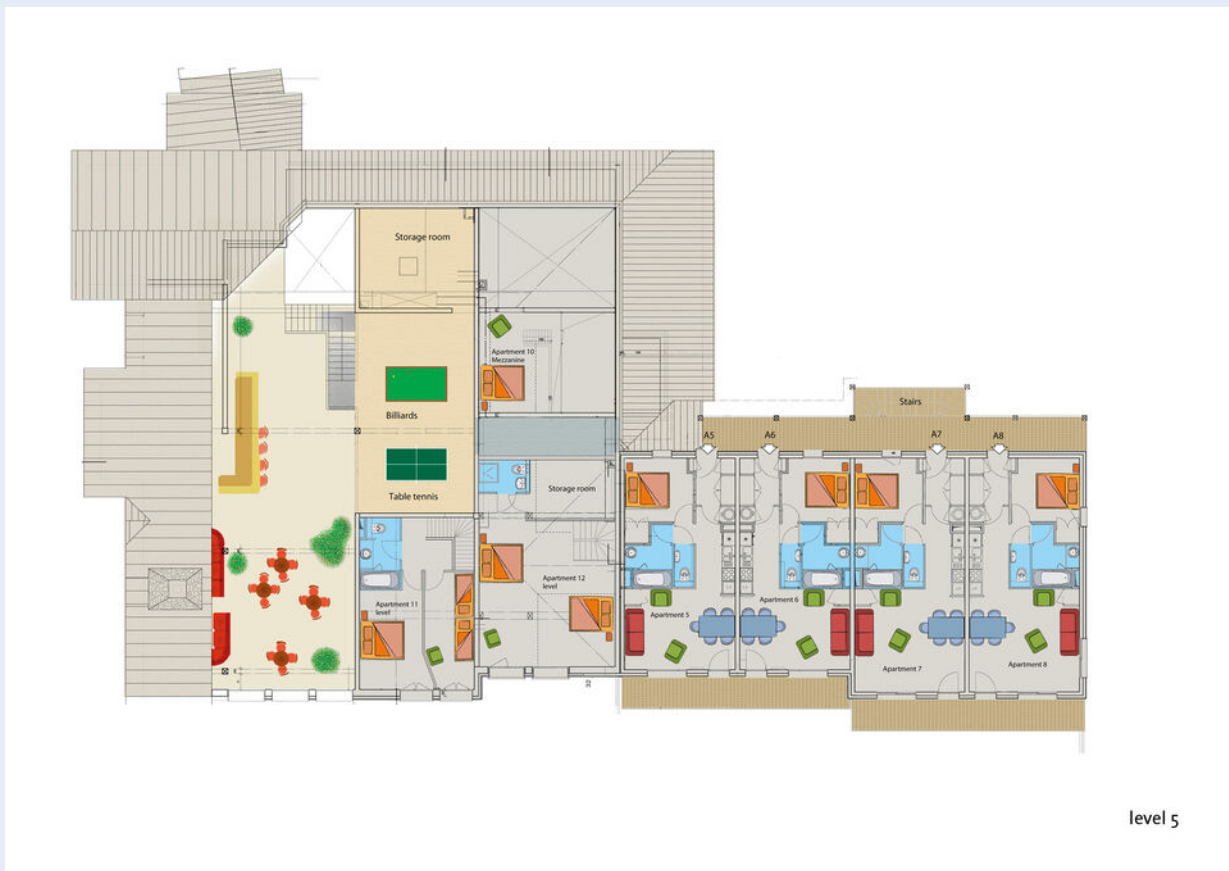 Storage room
Apartment 10
Mezzanine
Billiards
Stairs
A5
A6
A7
A8
Storage room
Table tennis
Apartment 12
level
Apartment 11
level
Apartment 5
Apartment 6
Apartment 7
Apartment 8
32
level 5